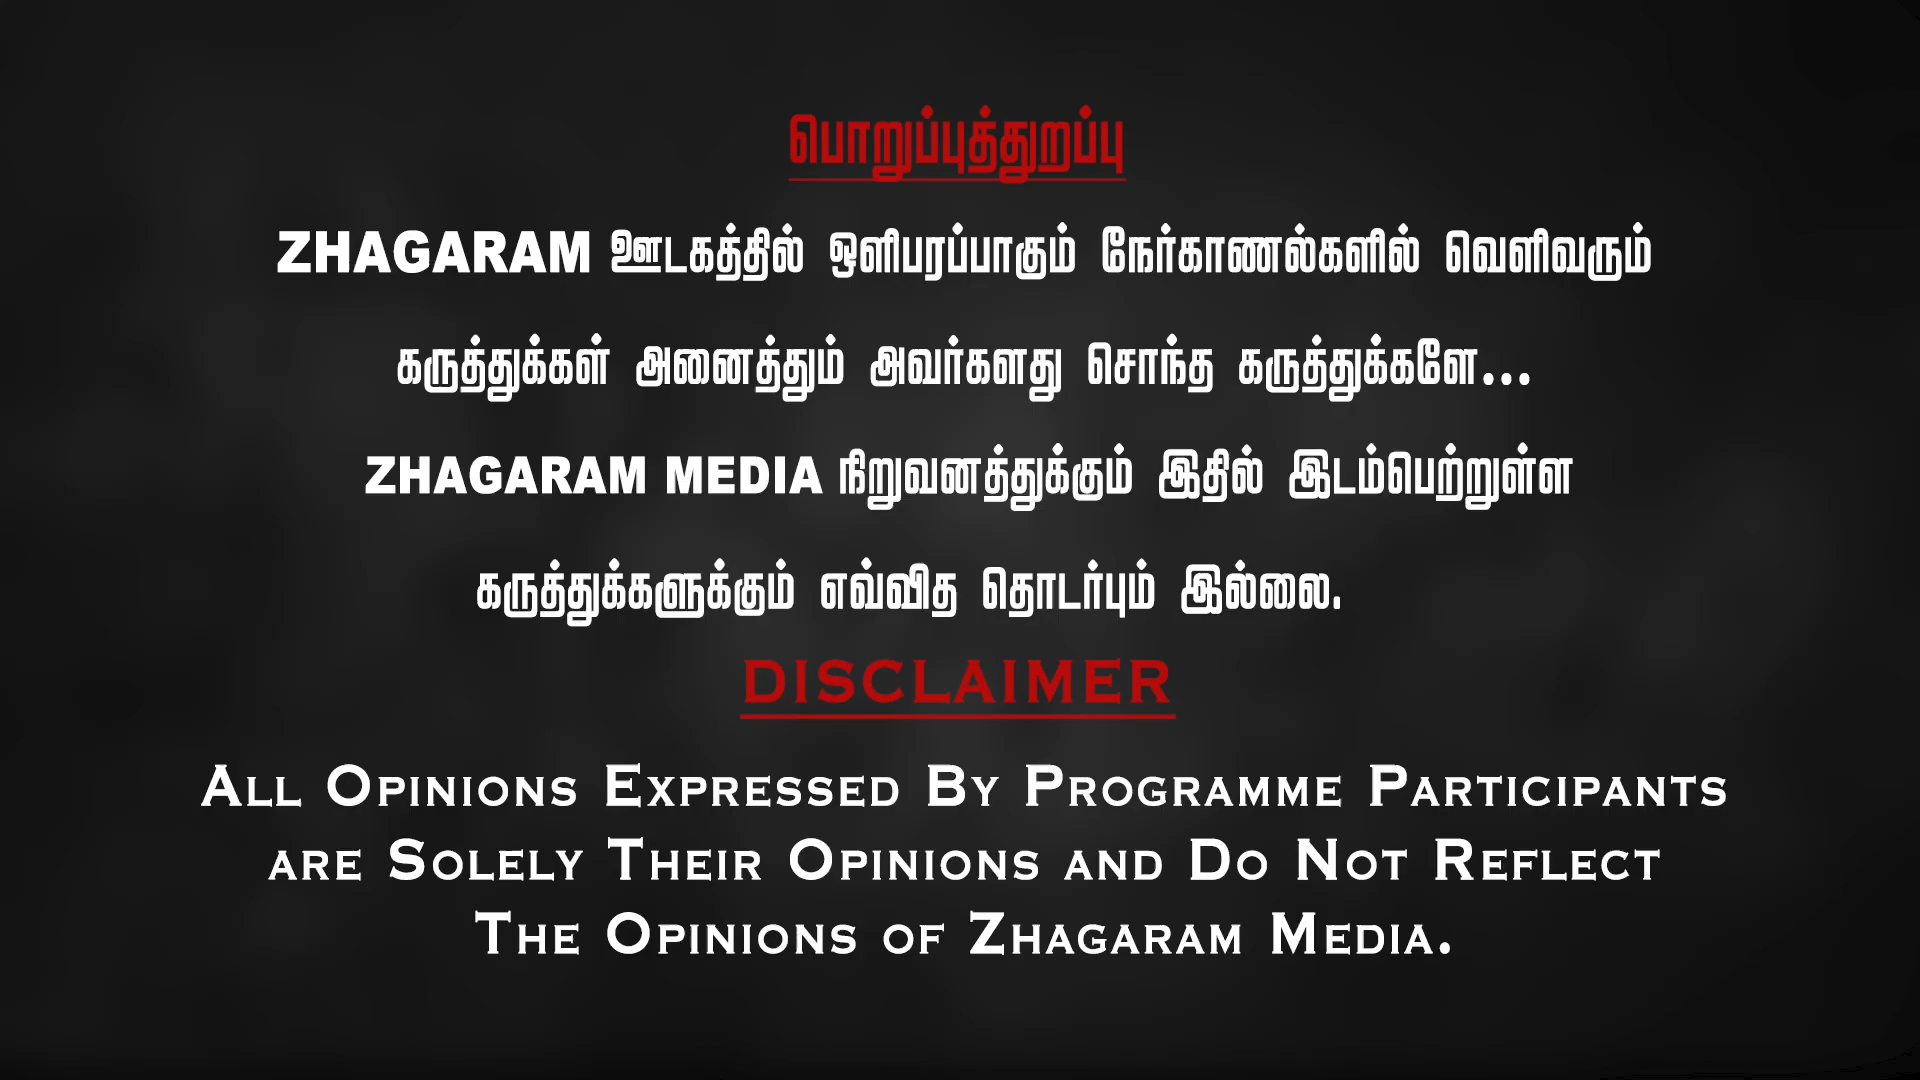 பொறுப்புத்துறப்பு
ZHAGARAM ஊடகத்தில் ஒளிபரப்பாகும் நேர்காணல்களில் வெளிவரும்
கருத்துக்கள் அனைத்தும் அவர்களது சொந்த கருத்துக்களே...
ZHAGARAM MEDIA நிறுவனத்துக்கும் இதில் இடம்பெற்றுள்ள
கருத்துக்களுக்கும் எவ்வித தொடர்பும் இல்லை.
DISCLAIMER
ALL OPINIONS EXPRESSED BY PROGRAMME PARTICIPANTS
ARE SOLELY THEIR OPINIONS AND DO NOT REFLECT
THE OPINIONS OF ZHAGARAM MEDIA.